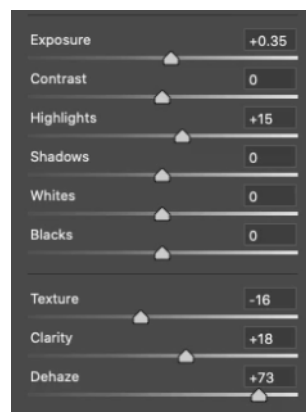 Exposure +0.35
Contrast 0
Highlights +15
Shadows 0
Whites 0
Blacks 0
Texture -16
Clarity +18
Dehaze +73